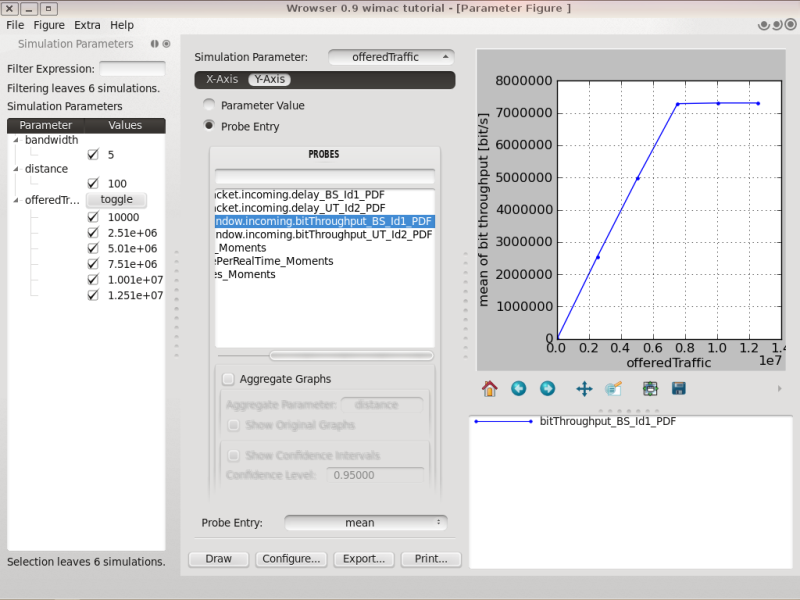 Wrowser 0.9 wimac tutorial - [Parameter Figure ]
File Figure Extra Help
Simulation Parameters
Filter Expression:
Filtering leaves 6 simulations.
Simulation Parameters
Parameter Values
bandwidth
5
distance
100
offeredTr... toggle
10000
2.51e+06
5.01e+06
7.51e+06
1.001e+07
1.251e+07
Selection leaves 6 simulations.
Simulation Parameter: offeredTraffic
X-Axis Y-Axis
Parameter Value
Probe Entry
PROBES
cket.incoming.delay_BS_Id1_PDF
cket.incoming.delay_UT_Id2_PDF
ndow.incoming.bitThroughput_BS_Id1_PDF
ndow.incoming.bitThroughput_UT_Id2_PDF
_Moments
ePerRealTime_Moments
es_Moments
Aggregate Graphs
Aggregate Parameter: distance
Show Original Graphs
Show Confidence Intervals
Confidence Level: 0.95000
Probe Entry: mean
Draw Configure... Export... Print...
mean of bit throughput [bit/s]
8000000
7000000
6000000
5000000
4000000
3000000
2000000
1000000
0
0.0 0.2 0.4 0.6 0.8 1.0 1.2 1.4
1e7
offeredTraffic
bitThroughput_BS_Id1_PDF